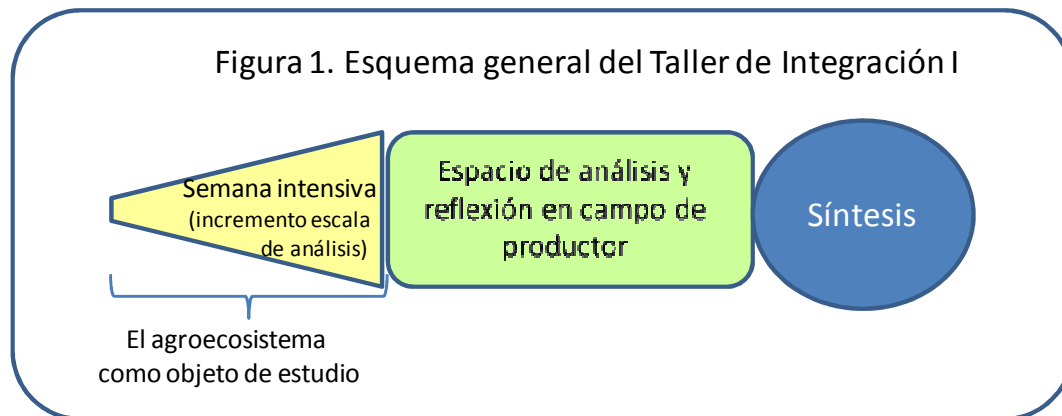 Figura 1. Esquema general del Taller de Integración I
Semana intensiva
(incremento escala
de análisis)
Espacio de análisis y
reflexión en campo de
productor
Síntesis
El agroecosistema
como objeto de estudio